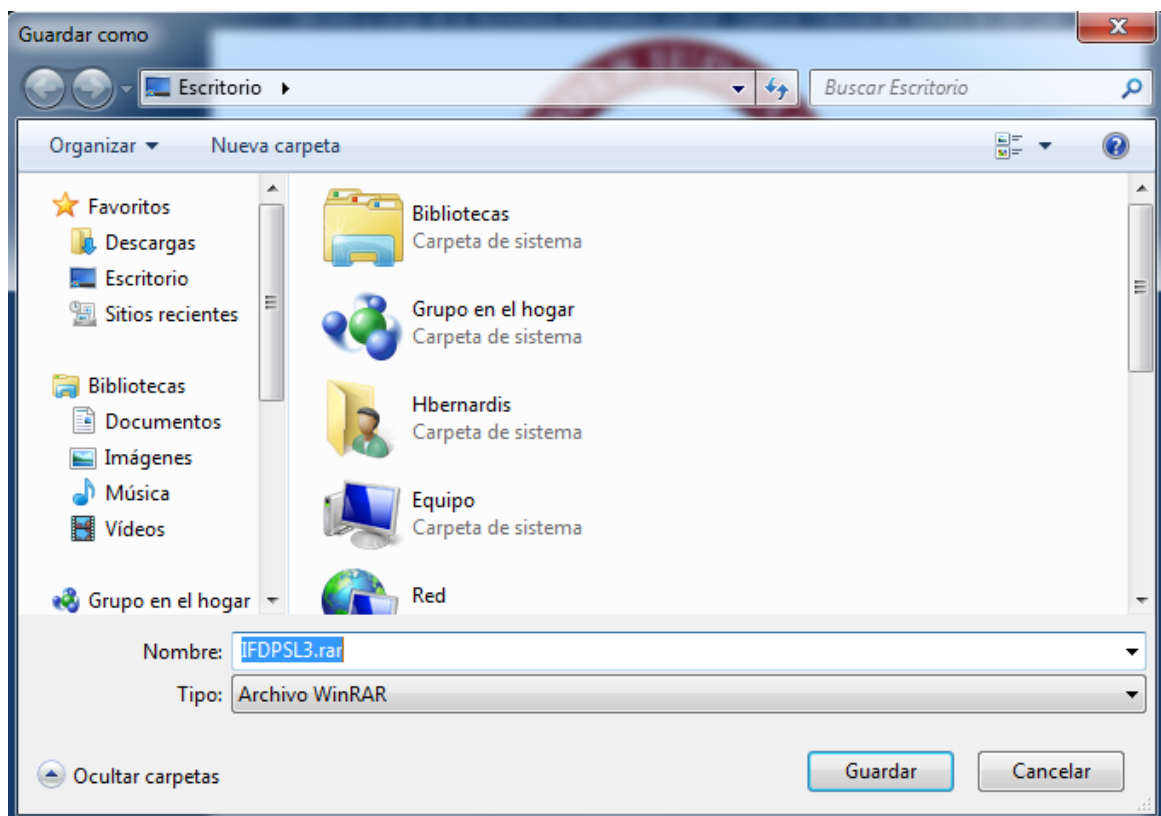 Guardar como
Escritorio
Buscar Escritorio
Organizar
Nueva carpeta
Favoritos
Descargas
Escritorio
Sitios recientes
Bibliotecas
Documentos
Imágenes
Música
Vídeos
Grupo en el hogar
Bibliotecas
Carpeta de sistema
Grupo en el hogar
Carpeta de sistema
Hbernardis
Carpeta de sistema
Equipo
Carpeta de sistema
Red
Nombre: IFDPSL3.rar
Tipo: Archivo WinRAR
Ocultar carpetas
Guardar
Cancelar